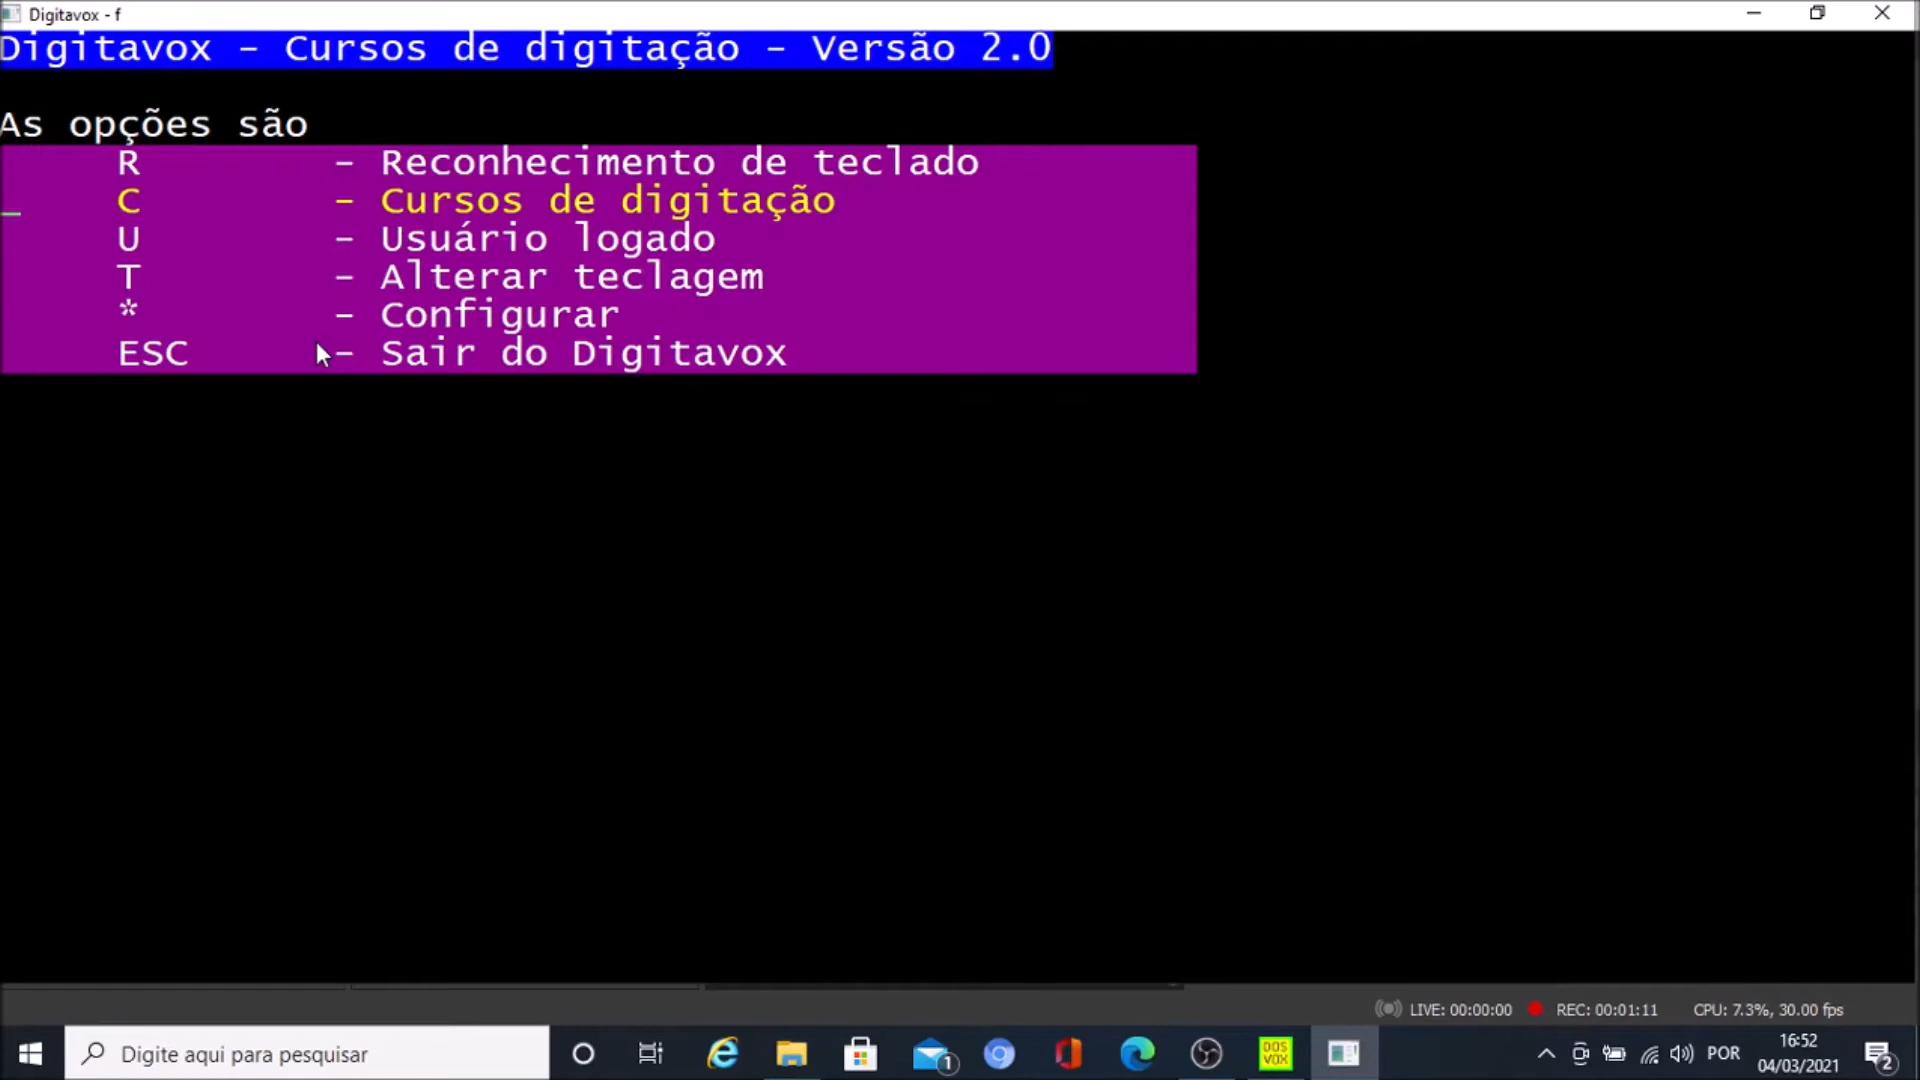 Digitavox - f
Digitavox - Cursos de digitação - Versão 2.0
As opções são
R - Reconhecimento de teclado
C - Cursos de digitação
U - Usuário logado
T - Alterar teclagem
* - Configurar
ESC - Sair do Digitavox
LIVE: 00:00:00 REC: 00:01:11 CPU: 7.3%, 30.00 fps
Digite aqui para pesquisar
1
DOS
VOX
POR
16:52
04/03/2021
2